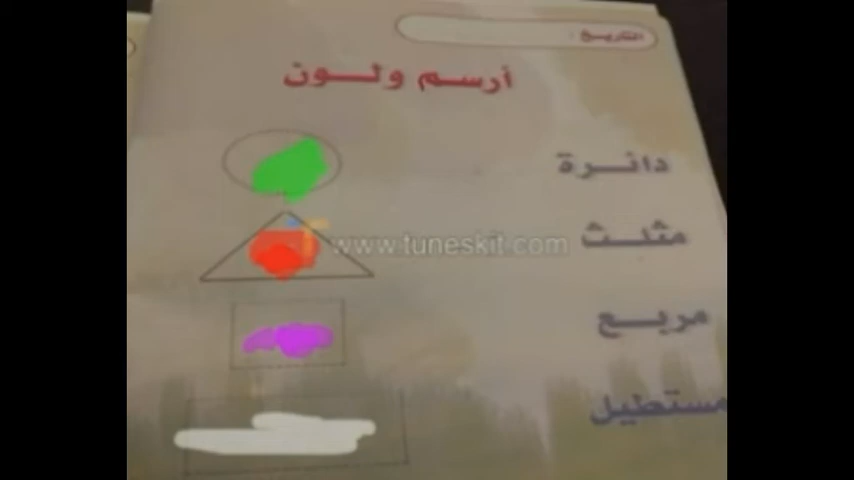 التاريخ :
أرسم ولون
دائرة
مثلث
www.tuneskit.com
مربع
مستطيل